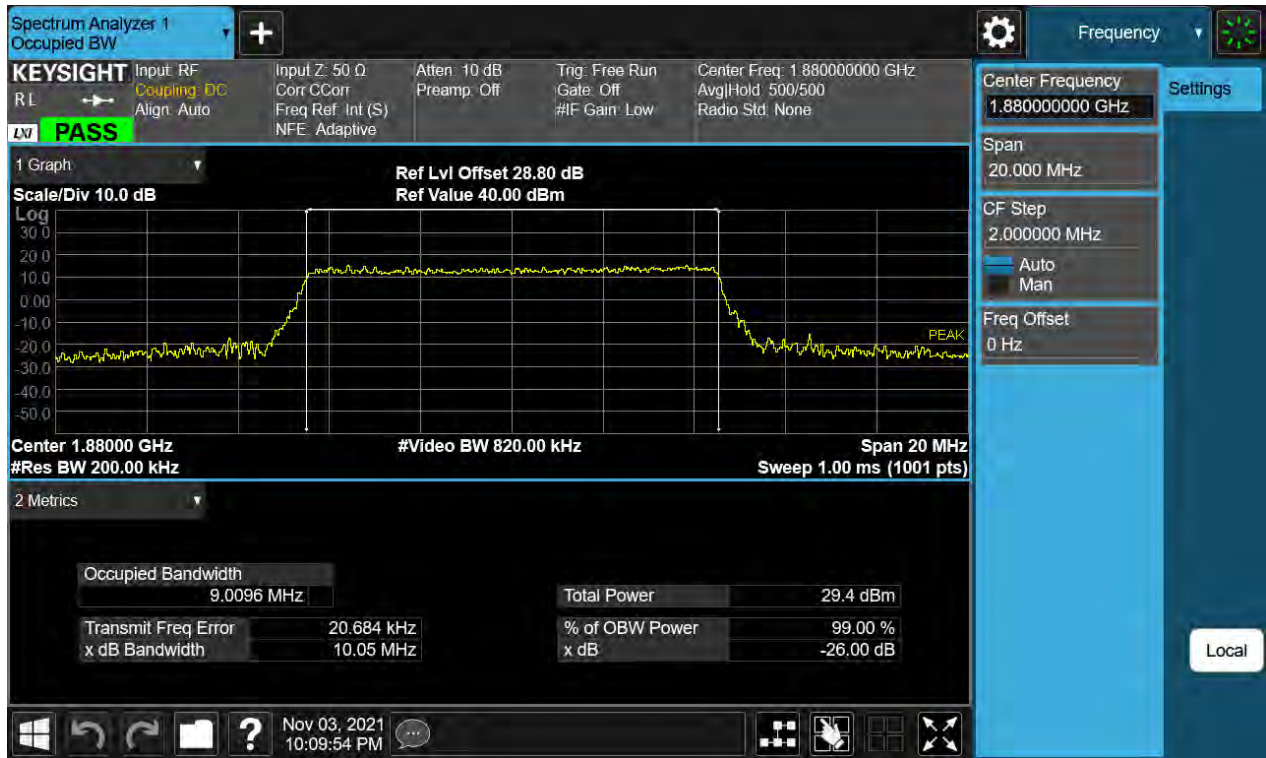 Spectrum Analyzer 1
Occupied BW
Frequency
KEYSIGHT
RL
LXI PASS
Input: RF
Coupling: DC
Align: Auto
Input Z: 50 Ω
Corr CCorr
Freq Ref: Int (S)
NFE: Adaptive
Atten: 10 dB
Preamp: Off
Trig: Free Run
Gate: Off
#IF Gain: Low
Center Freq: 1.880000000 GHz
Avg|Hold: 500/500
Radio Std: None
1 Graph
Scale/Div 10.0 dB
Ref Lvl Offset 28.80 dB
Ref Value 40.00 dBm
Log
30.0
20.0
10.0
0.00
-10.0
-20.0
-30.0
-40.0
-50.0
PEAK
Center 1.88000 GHz
#Video BW 820.00 kHz
Span 20 MHz
#Res BW 200.00 kHz
Sweep 1.00 ms (1001 pts)
2 Metrics
Occupied Bandwidth
9.0096 MHz
Total Power 29.4 dBm
Transmit Freq Error 20.684 kHz
% of OBW Power 99.00 %
x dB Bandwidth 10.05 MHz
x dB -26.00 dB
Center Frequency
1.880000000 GHz
Settings
Span
20.000 MHz
CF Step
2.000000 MHz
Auto
Man
Freq Offset
0 Hz
Local
?
Nov 03, 2021
10:09:54 PM